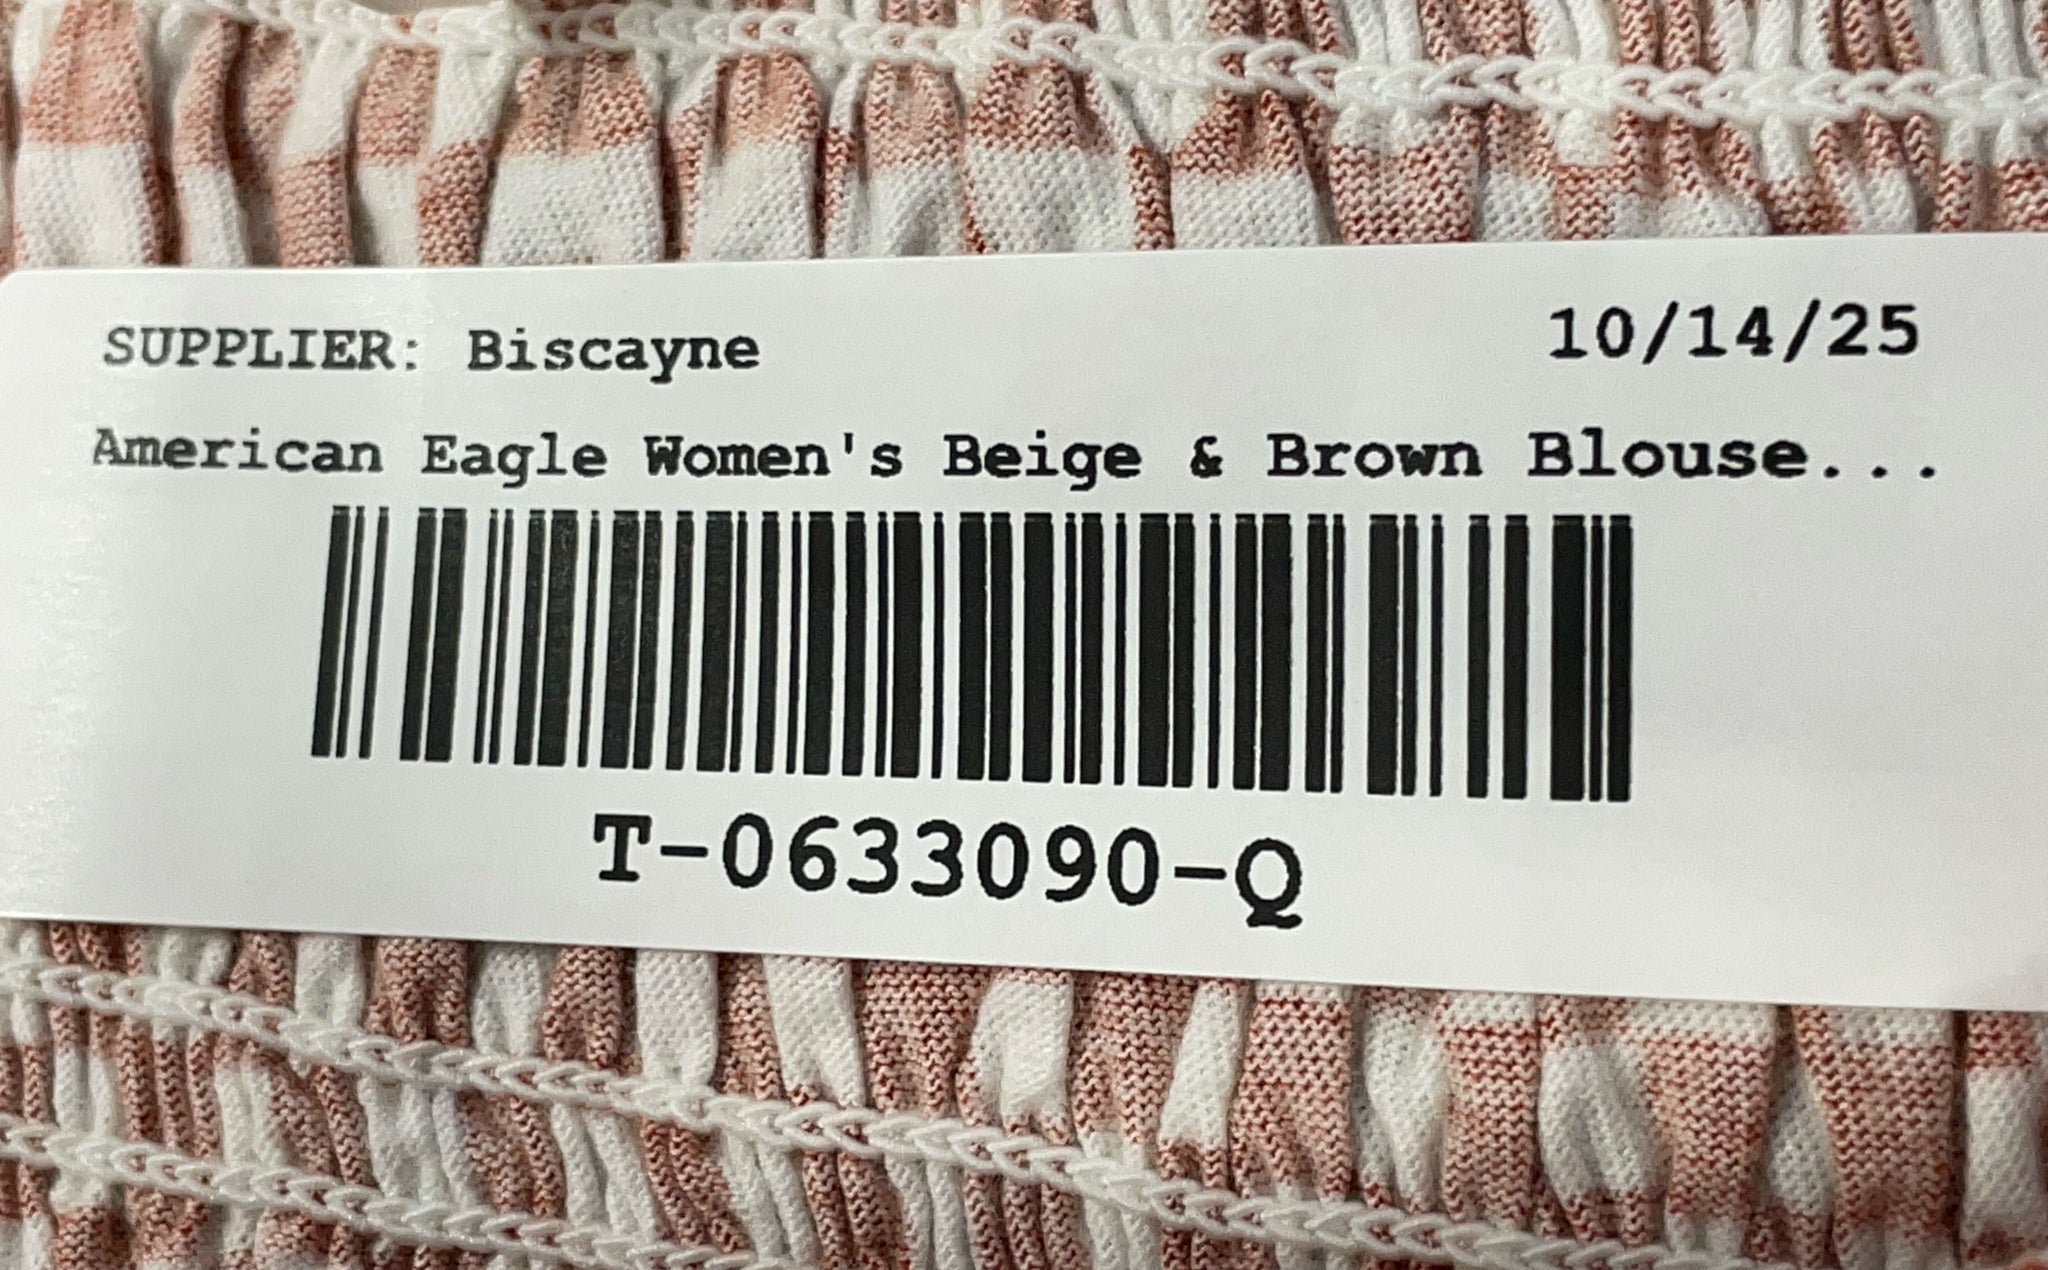 SUPPLIER: Biscayne 10/14/25
American Eagle Women's Beige & Brown Blouse...
T-0633090-Q